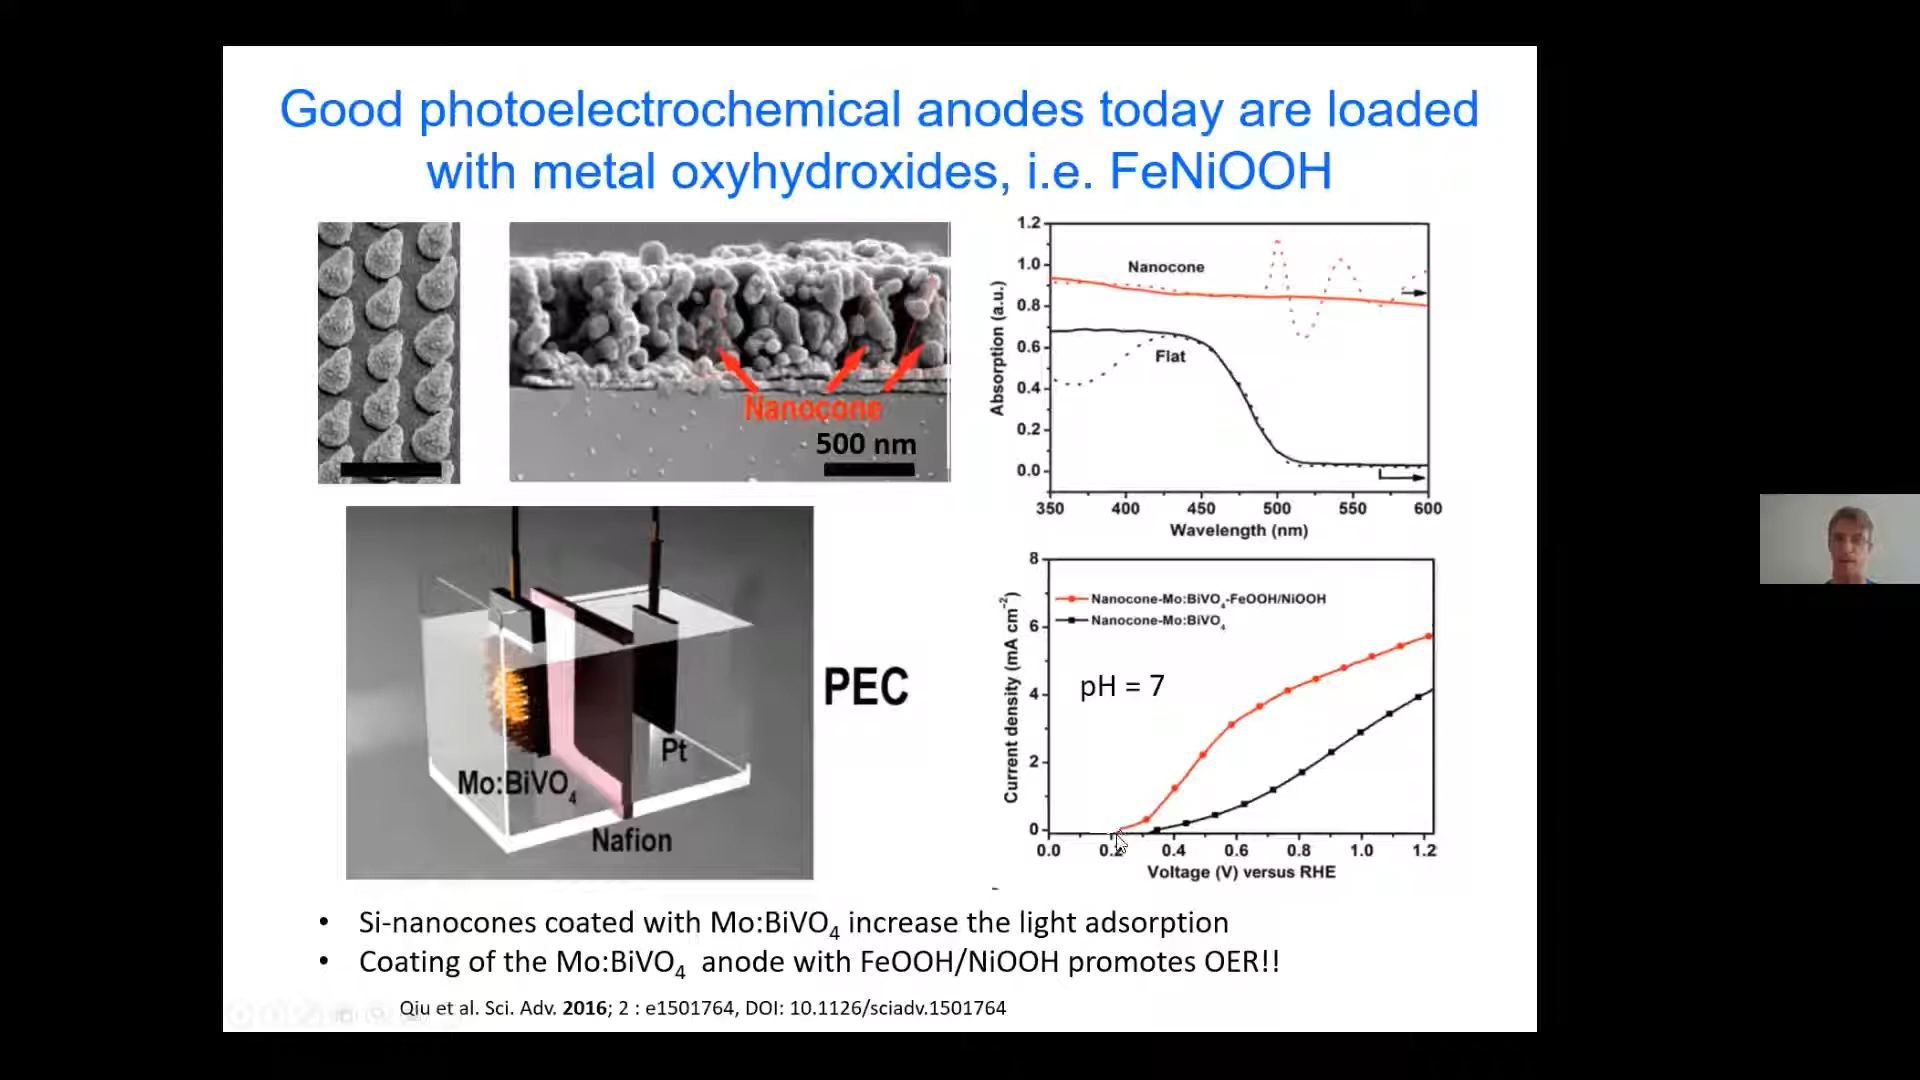 Good photoelectrochemical anodes today are loaded
with metal oxyhydroxides, i.e. FeNiOOH
Nanocone
500 nm
1.2
1.0
0.8
0.6
0.4
0.2
0.0
Absorption (a.u.)
Nanocone
Flat
350 400 450 500 550 600
Wavelength (nm)
Mo:BiVO4
Nafion
Pt
PEC
8
6
4
2
0
Current density (mA cm−2)
Nanocone-Mo:BiVO4-FeOOH/NiOOH
Nanocone-Mo:BiVO4
pH = 7
0.0 0.2 0.4 0.6 0.8 1.0 1.2
Voltage (V) versus RHE
• Si-nanocones coated with Mo:BiVO4 increase the light adsorption
• Coating of the Mo:BiVO4 anode with FeOOH/NiOOH promotes OER!!
Qiu et al. Sci. Adv. 2016; 2 : e1501764, DOI: 10.1126/sciadv.1501764